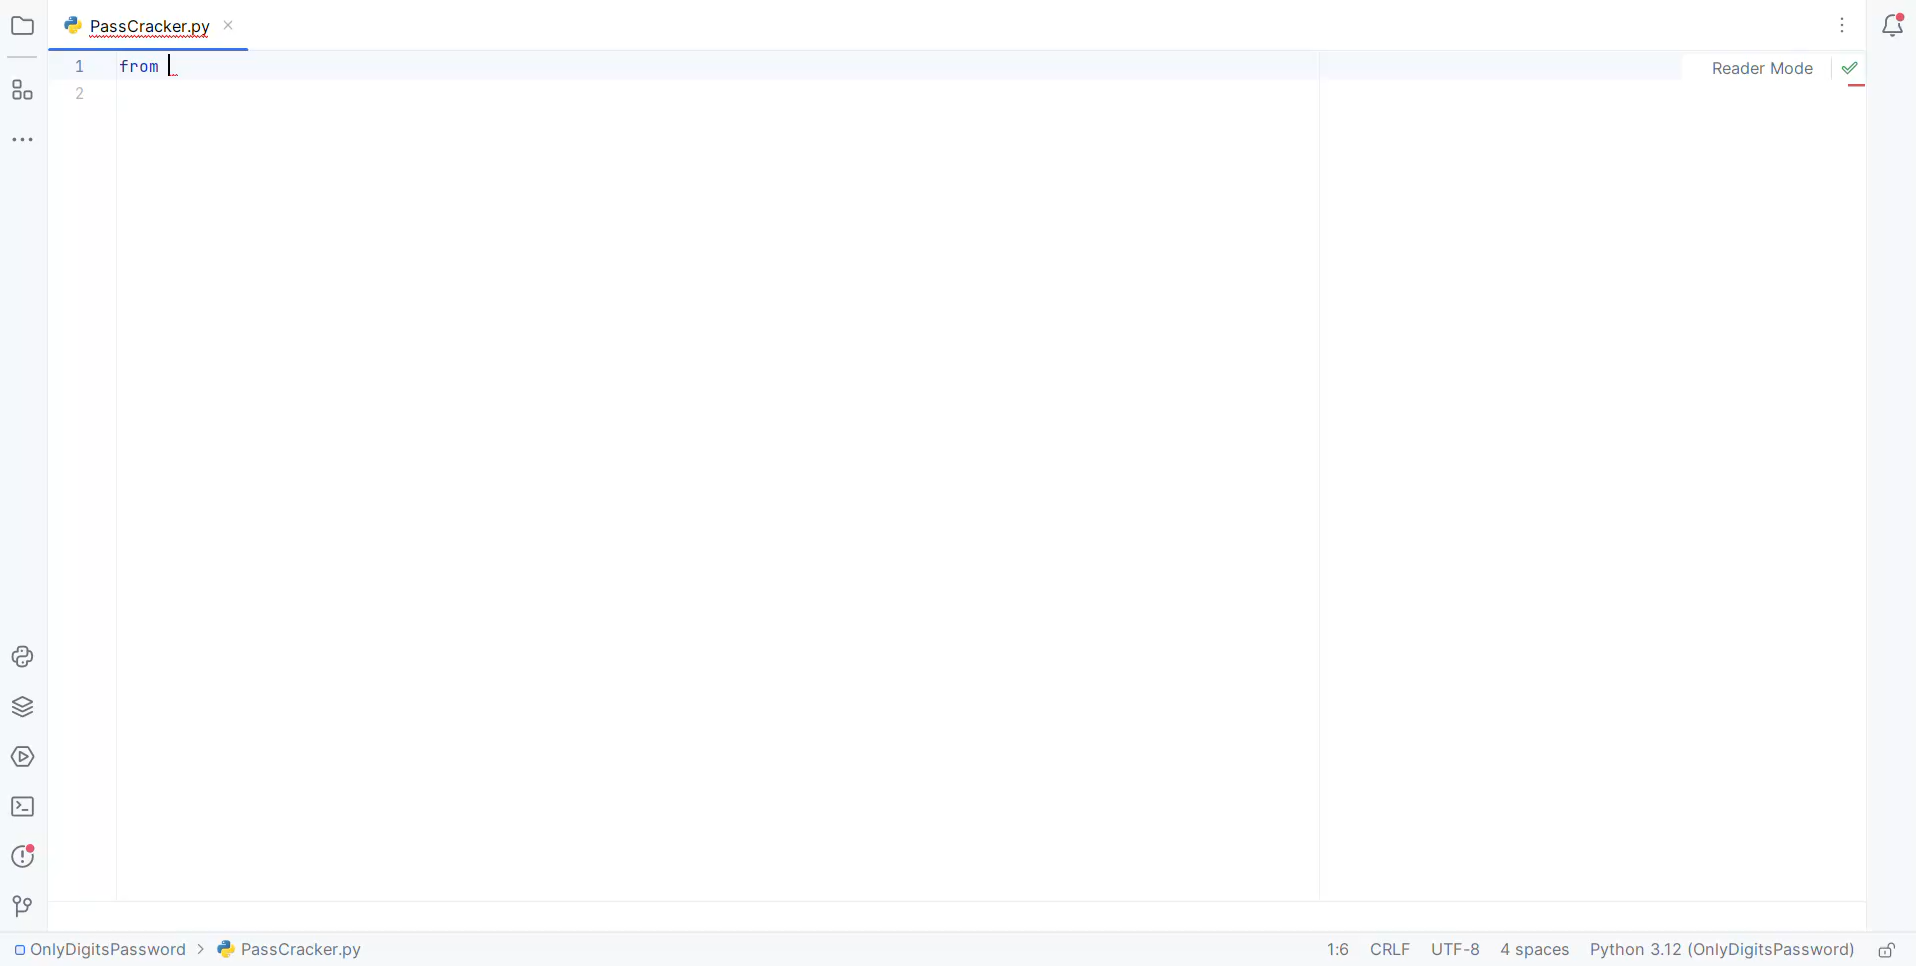 PassCracker.py
1 from
Reader Mode
2
OnlyDigitsPassword > PassCracker.py
1:6 CRLF UTF-8 4 spaces Python 3.12 (OnlyDigitsPassword)